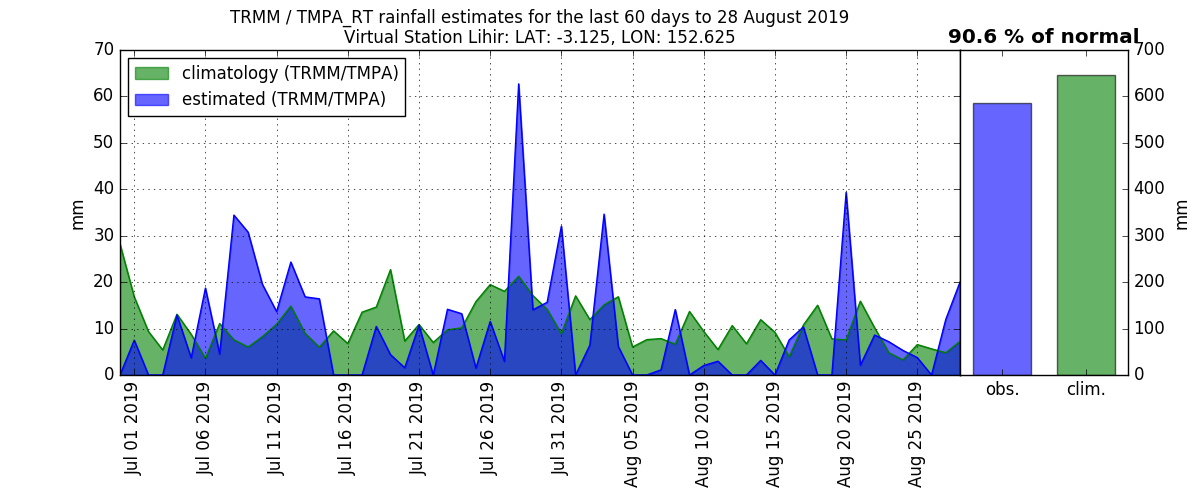 TRMM / TMPA_RT rainfall estimates for the last 60 days to 28 August 2019
Virtual Station Lihir: LAT: -3.125, LON: 152.625
90.6 % of normal
climatology (TRMM/TMPA)
estimated (TRMM/TMPA)
mm
70
60
50
40
30
20
10
0
Jul 01 2019
Jul 06 2019
Jul 11 2019
Jul 16 2019
Jul 21 2019
Jul 26 2019
Jul 31 2019
Aug 05 2019
Aug 10 2019
Aug 15 2019
Aug 20 2019
Aug 25 2019
obs.
clim.
700
600
500
400
300
200
100
0
mm